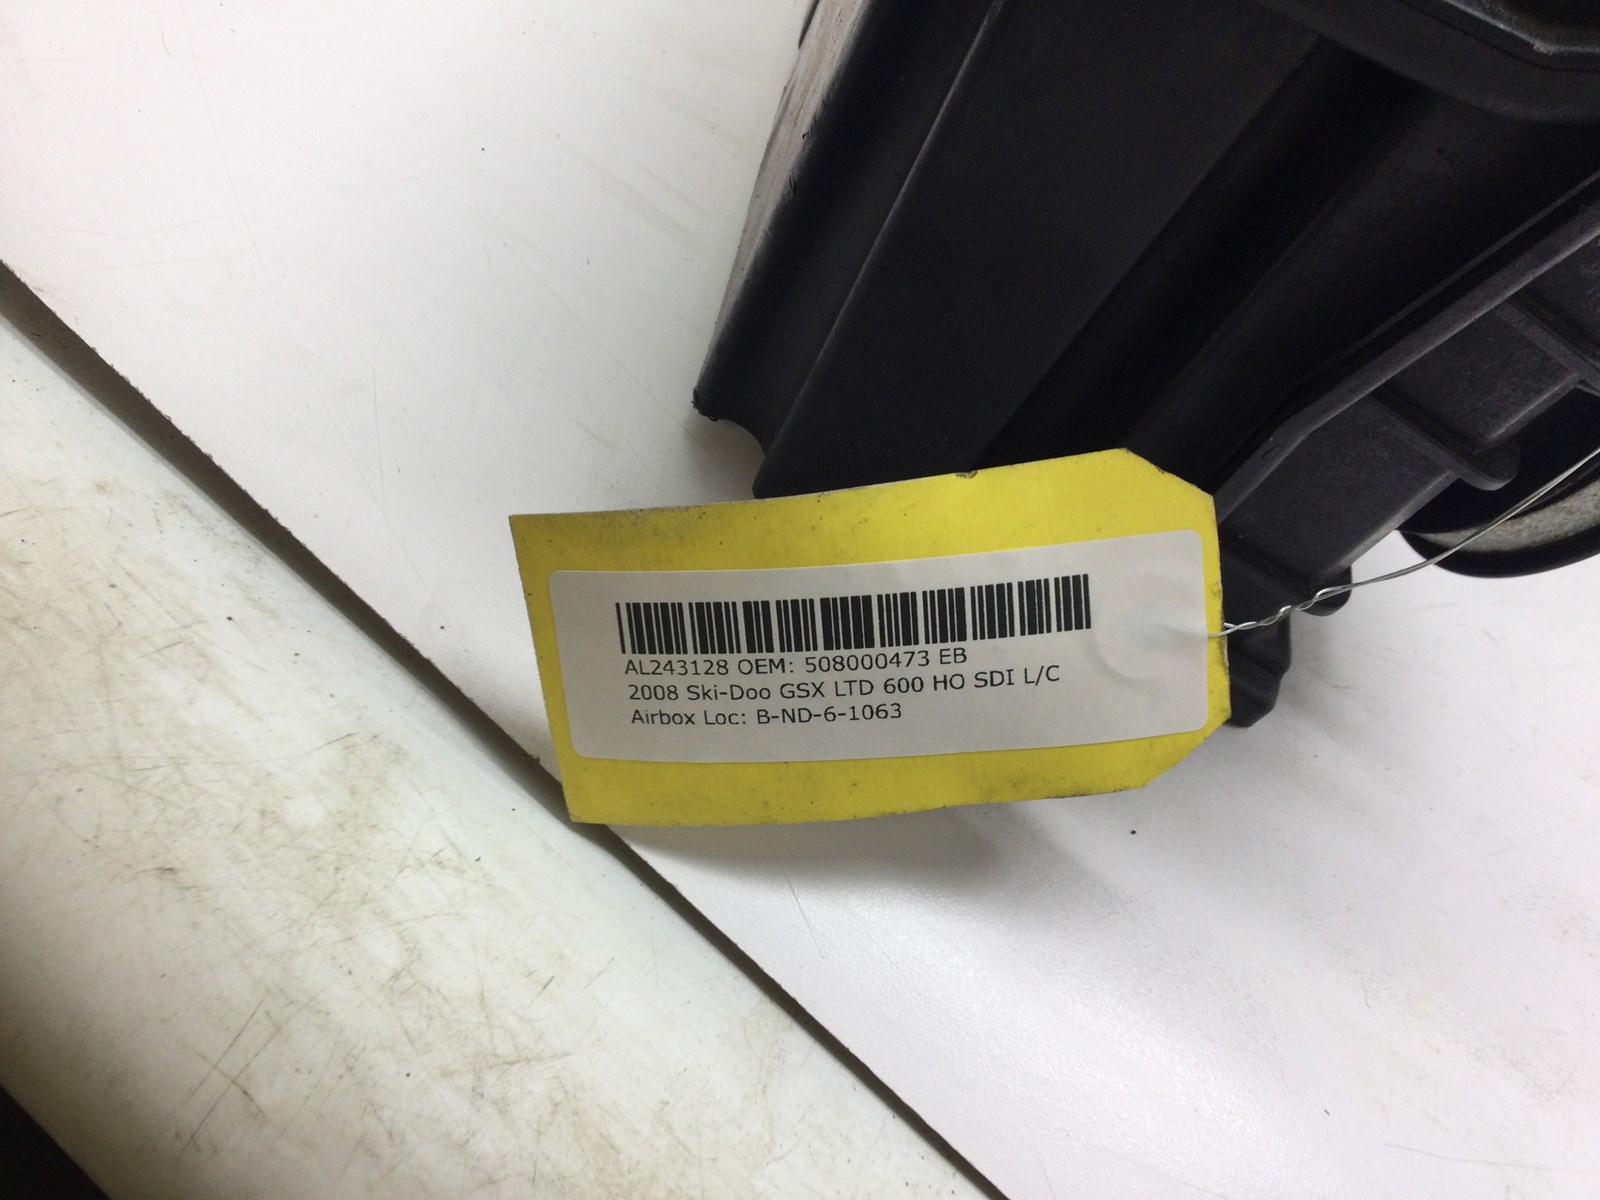 AL243128 OEM: 508000473 EB
2008 Ski-Doo GSX LTD 600 HO SDI L/C
Airbox Loc: B-ND-6-1063